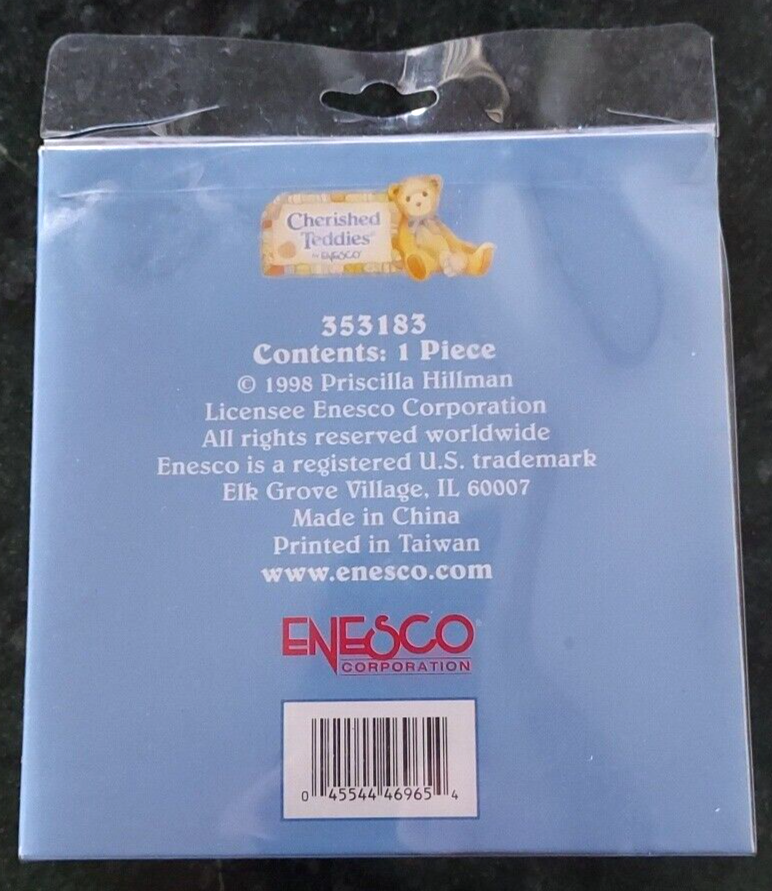 Cherished
Teddies®
by ENESCO
353183
Contents: 1 Piece
© 1998 Priscilla Hillman
Licensee Enesco Corporation
All rights reserved worldwide
Enesco is a registered U.S. trademark
Elk Grove Village, IL 60007
Made in China
Printed in Taiwan
www.enesco.com
ENESCO
CORPORATION
0 45544 46965 4